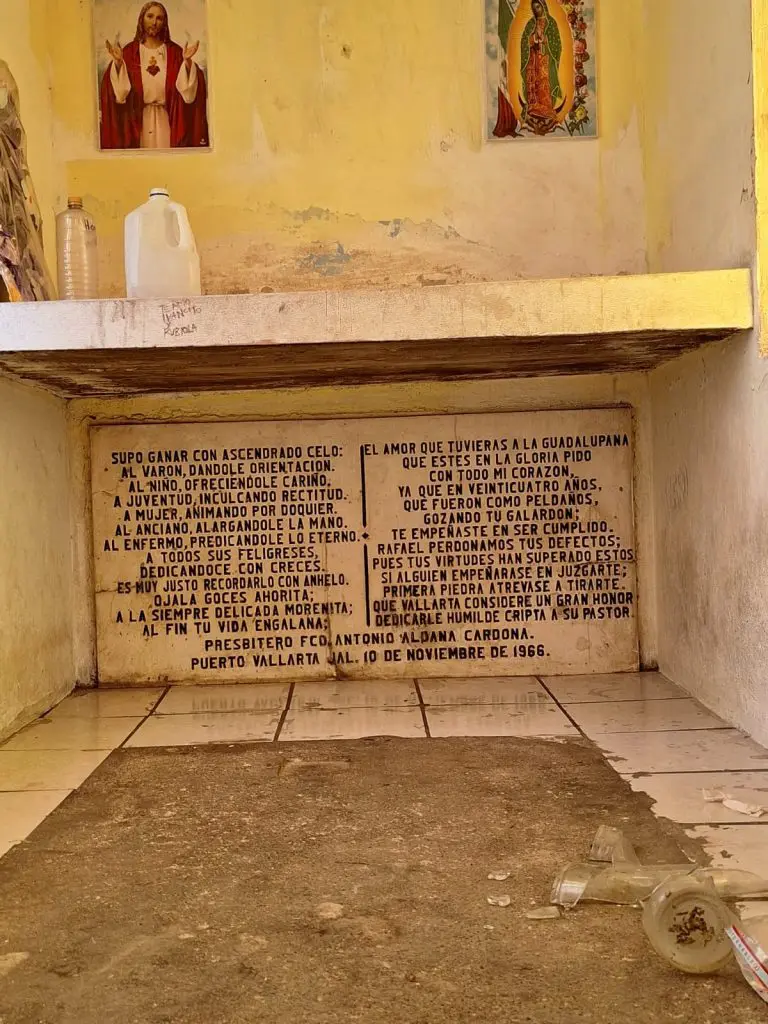 TE AMO
IVANCITO
RUBIOLA
SUPO GANAR CON ASCENDRADO CELO:
AL VARON, DANDOLE ORIENTACION.
AL NIÑO, OFRECIENDOLE CARIÑO.
A JUVENTUD, INCULCANDO RECTITUD.
A MUJER, ANIMANDO POR DOQUIER.
AL ANCIANO, ALARGANDOLE LA MANO.
AL ENFERMO, PREDICANDOLE LO ETERNO.
A TODOS SUS FELIGRESES,
DEDICANDOCE CON CRECES.
ES MUY JUSTO RECORDARLO CON ANHELO.
OJALA GOCES AHORITA;
A LA SIEMPRE DELICADA MORENITA;
AL FIN TU VIDA ENGALANA;
EL AMOR QUE TUVIERAS A LA GUADALUPANA
QUE ESTES EN LA GLORIA PIDO
CON TODO MI CORAZON,
YA QUE EN VEINTICUATRO AÑOS,
QUE FUERON COMO PELDAÑOS,
GOZANDO TU GALARDON;
TE EMPEÑASTE EN SER CUMPLIDO.
RAFAEL PERDONAMOS TUS DEFECTOS;
PUES TUS VIRTUDES HAN SUPERADO ESTOS
SI ALGUIEN EMPEÑARASE EN JUZGARTE;
PRIMERA PIEDRA ATREVASE A TIRARTE.
QUE VALLARTA CONSIDERE UN GRAN HONOR
DEDICARLE HUMILDE CRIPTA A SU PASTOR.
PRESBITERO FCO. ANTONIO ALDANA CARDONA.
PUERTO VALLARTA JAL. 10 DE NOVIEMBRE DE 1966.